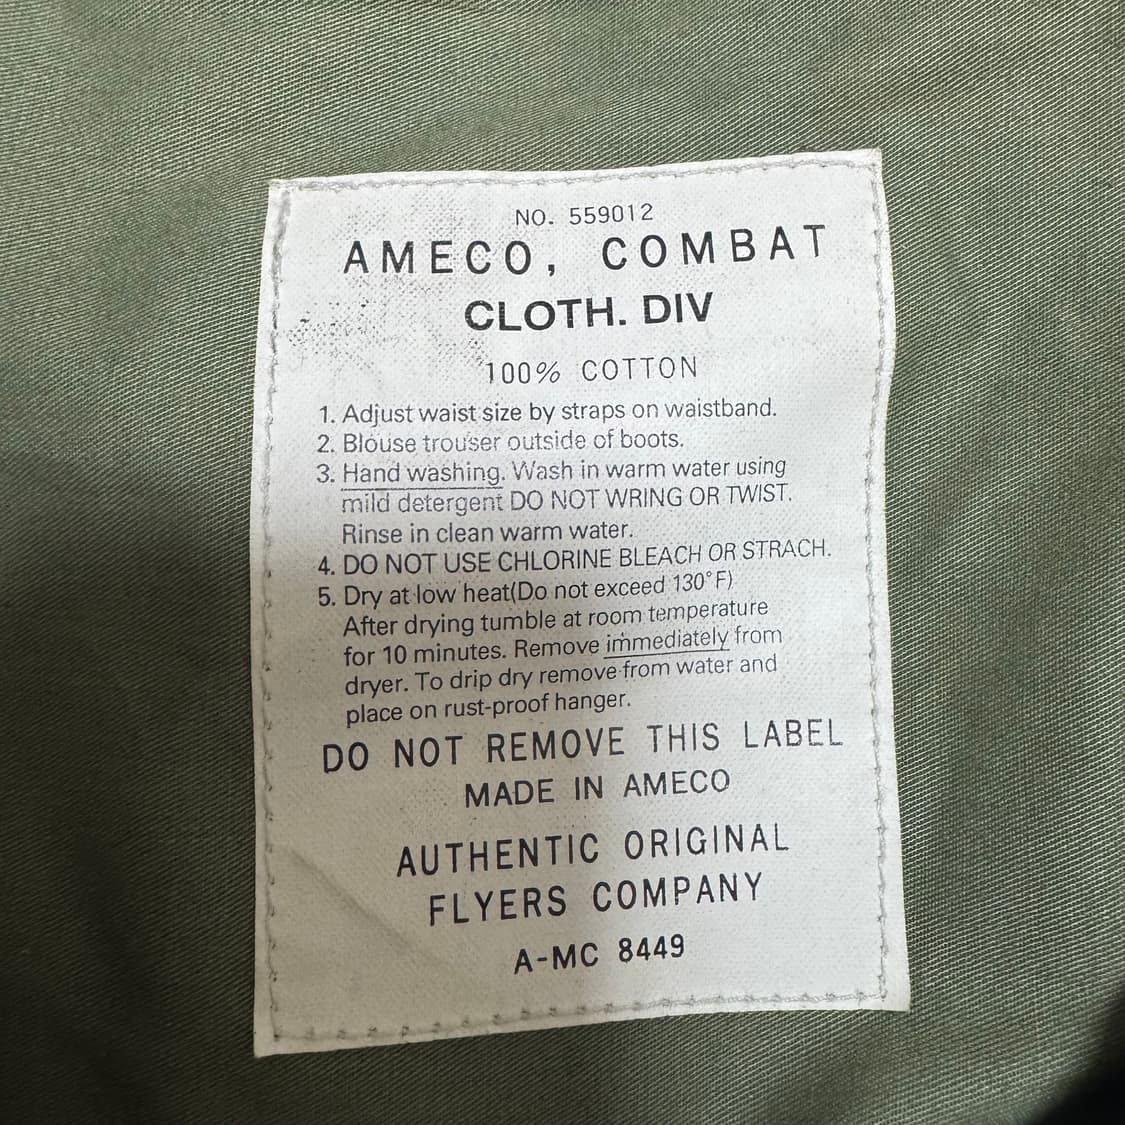 NO. 559012
AMECO, COMBAT
CLOTH. DIV
100% COTTON
1. Adjust waist size by straps on waistband.
2. Blouse trouser outside of boots.
3. Hand washing. Wash in warm water using
mild detergent DO NOT WRING OR TWIST.
Rinse in clean warm water.
4. DO NOT USE CHLORINE BLEACH OR STRACH.
5. Dry at low heat(Do not exceed 130°F)
After drying tumble at room temperature
for 10 minutes. Remove immediately from
dryer. To drip dry remove from water and
place on rust-proof hanger.
DO NOT REMOVE THIS LABEL
MADE IN AMECO
AUTHENTIC ORIGINAL
FLYERS COMPANY
A-MC 8449